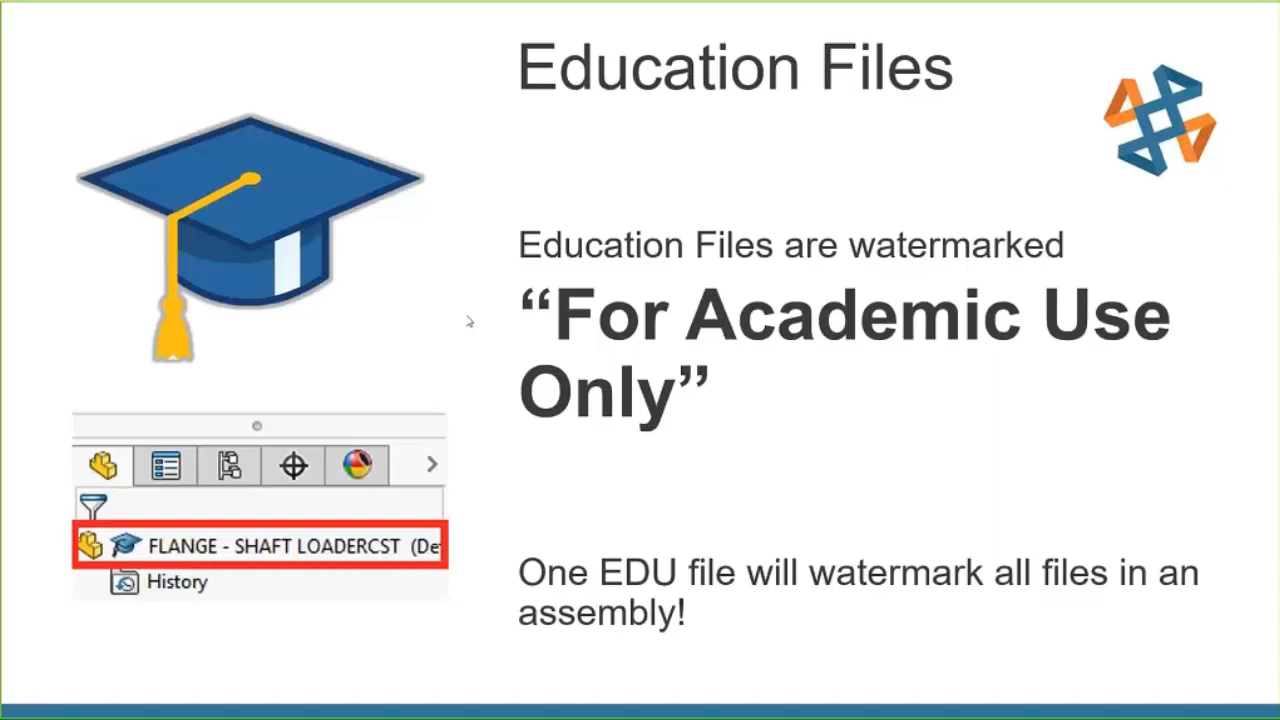 Education Files
Education Files are watermarked
“For Academic Use
Only”
FLANGE - SHAFT LOADERCST (De
History
One EDU file will watermark all files in an
assembly!